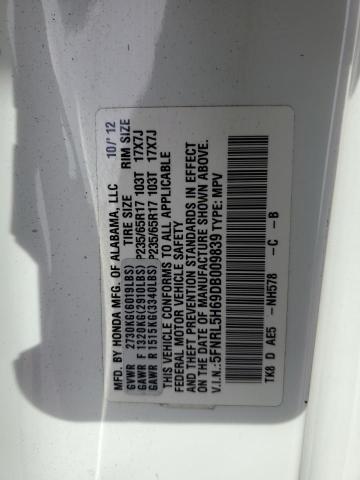 MFD. BY HONDA MFG. OF ALABAMA, LLC 10/'12
TIRE SIZE RIM SIZE
GVWR 2730KG(6019LBS)
GAWR F 1320KG(2910LBS) P235/65R17 103T 17X7J
GAWR R 1515KG(3340LBS) P235/65R17 103T 17X7J
THIS VEHICLE CONFORMS TO ALL APPLICABLE
FEDERAL MOTOR VEHICLE SAFETY
AND THEFT PREVENTION STANDARDS IN EFFECT
ON THE DATE OF MANUFACTURE SHOWN ABOVE.
V.I.N.: 5FNRL5H69DB009839 TYPE: MPV
TK8 D AE5 -NH578 -C -B